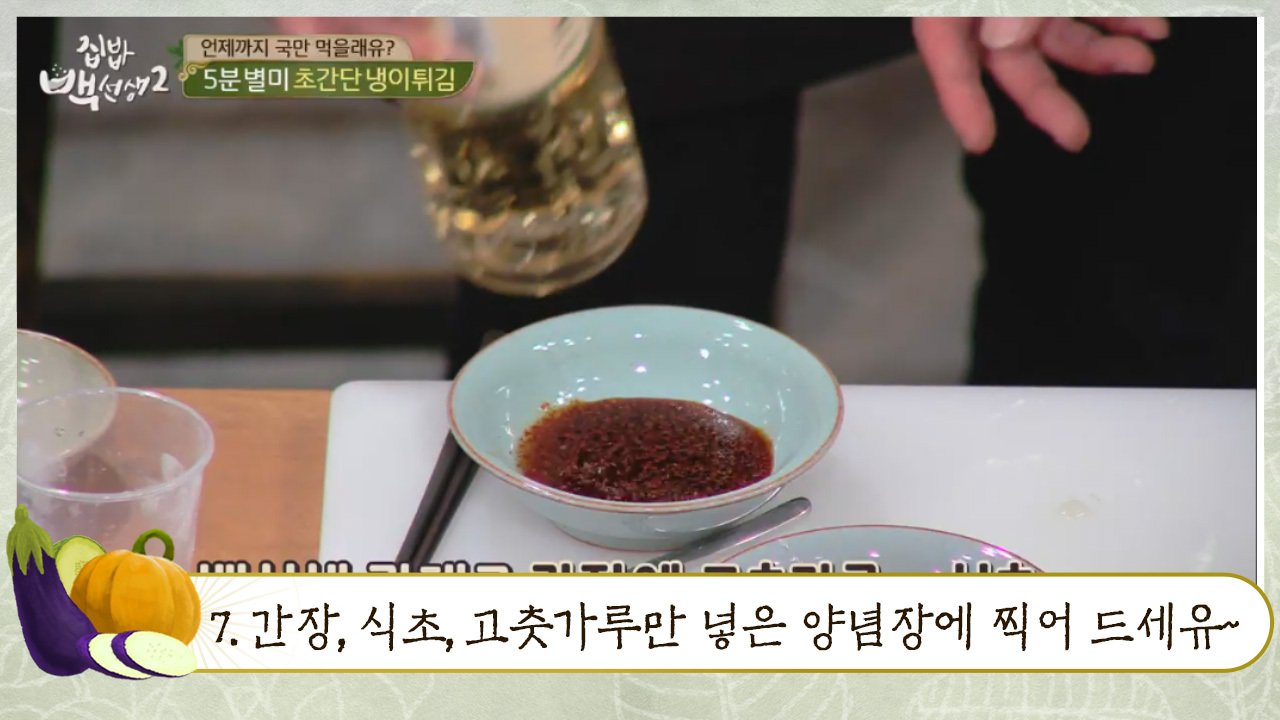 집밥
백선생2
언제까지 국만 먹을래유?
5분 별미 초간단 냉이튀김
7. 간장, 식초, 고춧가루만 넣은 양념장에 찍어 드세유~